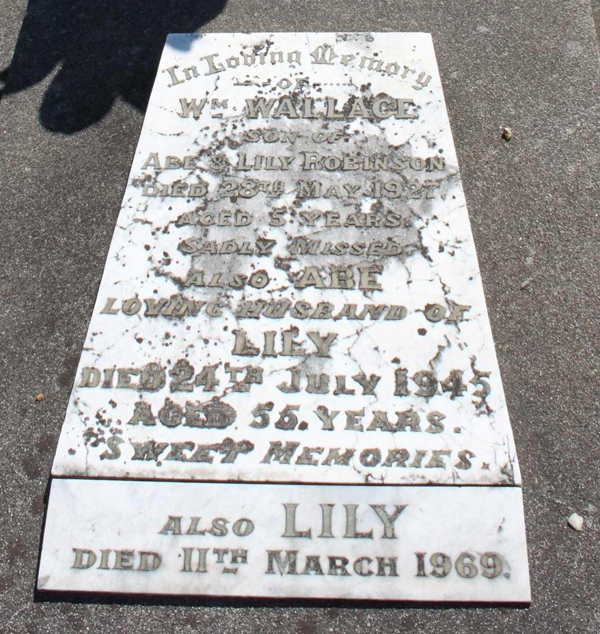 In Loving Memory
OF
WM WALLACE
SON OF
ABE & LILY ROBINSON
DIED 28TH MAY 1927
AGED 5 YEARS.
SADLY MISSED
ALSO ABE
LOVING HUSBAND OF
LILY
DIED 24TH JULY 1945
AGED 55. YEARS.
SWEET MEMORIES.
ALSO LILY
DIED 11TH MARCH 1969.